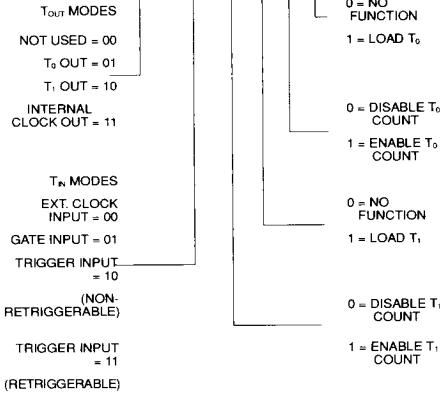 TOUT MODES
NOT USED = 00
T0 OUT = 01
T1 OUT = 10
INTERNAL
CLOCK OUT = 11
TIN MODES
EXT. CLOCK
INPUT = 00
GATE INPUT = 01
TRIGGER INPUT
= 10
(NON-
RETRIGGERABLE)
TRIGGER INPUT
= 11
(RETRIGGERABLE)
0 = NO
FUNCTION
1 = LOAD T0
0 = DISABLE T0
COUNT
1 = ENABLE T0
COUNT
0 = NO
FUNCTION
1 = LOAD T1
0 = DISABLE T1
COUNT
1 = ENABLE T1
COUNT